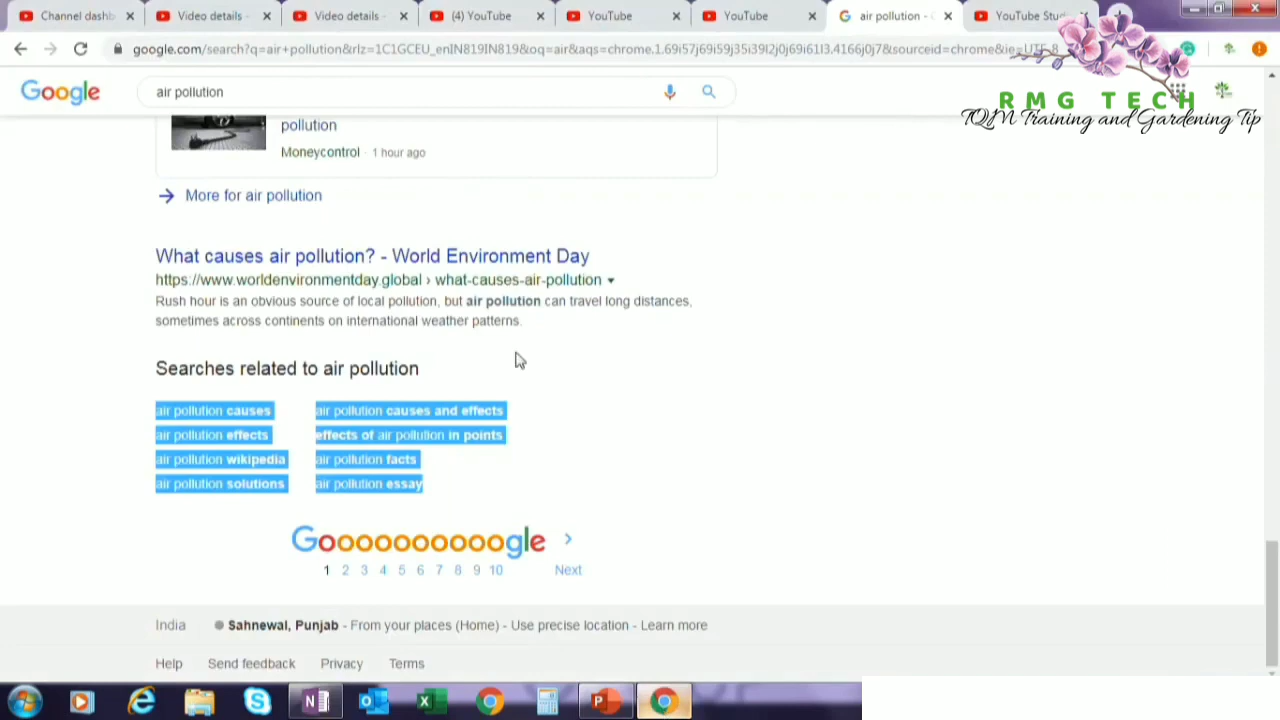 Channel dashb
Video details -
Video details -
(4) YouTube
YouTube
YouTube
air pollution -
YouTube Stu
google.com/search?q=air+pollution&rlz=1C1GCEU_enIN819IN819&oq=air&aqs=chrome.1.69i57j69i59j35i39l2j0j69i61l3.4166j0j7&sourceid=chrome&ie=UTF-8
RMG TECH
TQM Training and Gardening Tip
Google
air pollution
pollution
Moneycontrol · 1 hour ago
More for air pollution
What causes air pollution? - World Environment Day
https://www.worldenvironmentday.global › what-causes-air-pollution
Rush hour is an obvious source of local pollution, but air pollution can travel long distances,
sometimes across continents on international weather patterns.
Searches related to air pollution
air pollution causes
air pollution causes and effects
air pollution effects
effects of air pollution in points
air pollution wikipedia
air pollution facts
air pollution solutions
air pollution essay
Goooooooooogle
1 2 3 4 5 6 7 8 9 10 Next
India
Sahnewal, Punjab - From your places (Home) - Use precise location - Learn more
Help Send feedback Privacy Terms